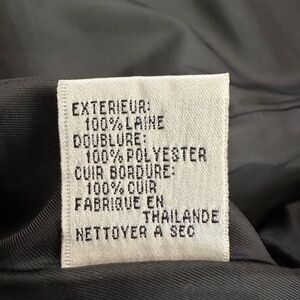 EXTERIEUR:
100% LAINE
DOUBLURE:
100% POLYESTER
CUIR BORDURE:
100% CUIR
FABRIQUE EN
THAILANDE
NETTOYER A SEC